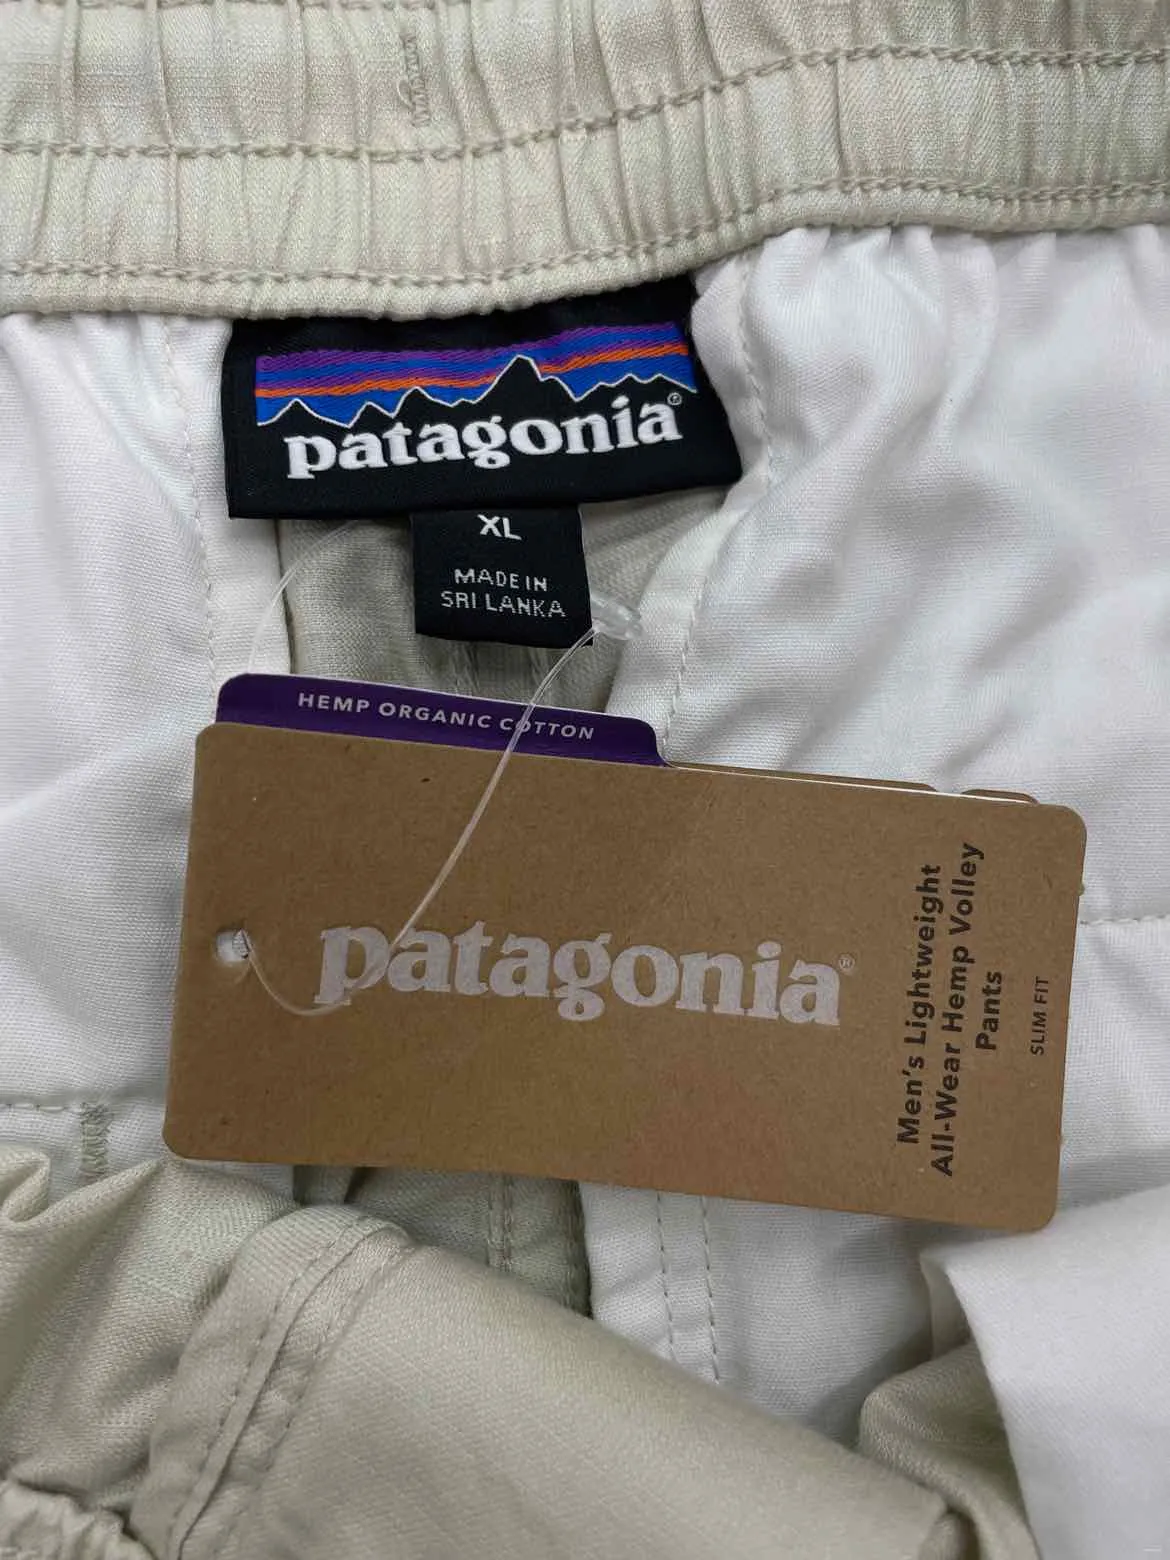 patagonia®
XL
MADE IN
SRI LANKA
HEMP ORGANIC COTTON
patagonia®
Men's Lightweight
All-Wear Hemp Volley
Pants
SLIM FIT